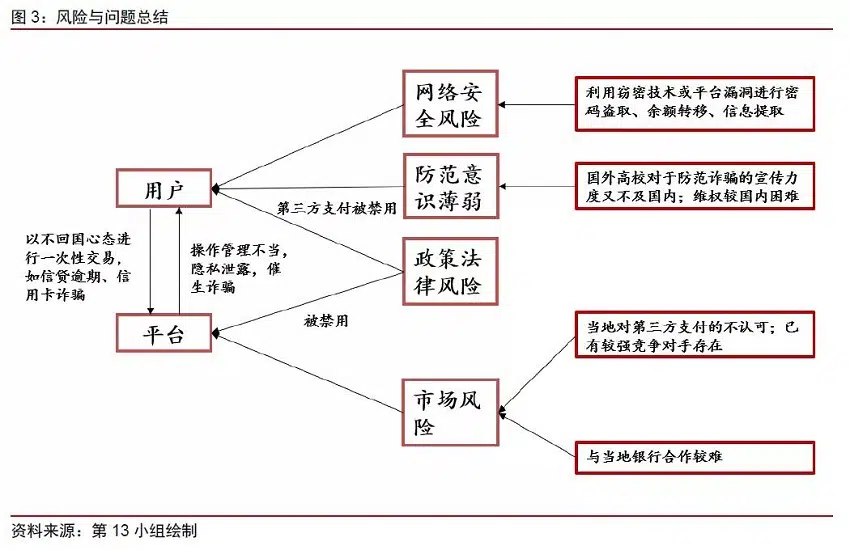 图 3：风险与问题总结
网络安
全风险
利用窃密技术或平台漏洞进行密
码盗取、余额转移、信息提取
用户
防范意
识薄弱
国外高校对于防范诈骗的宣传力
度又不及国内；维权较国内困难
第三方支付被禁用
以不回国心态进
行一次性交易，
如信贷逾期、信
用卡诈骗
操作管理不当，
隐私泄露，催
生诈骗
政策法
律风险
平台
被禁用
当地对第三方支付的不认可；已
有较强竞争对手存在
市场风
险
与当地银行合作较难
资料来源：第 13 小组绘制